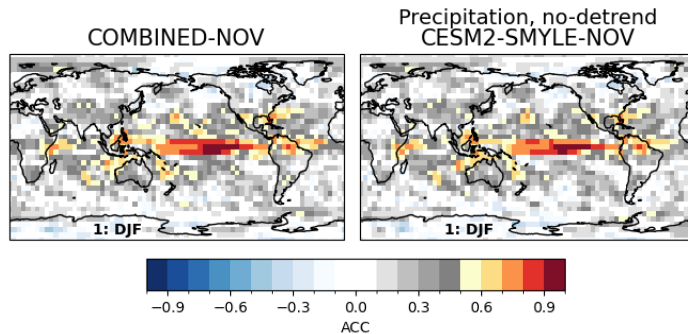 Precipitation, no-detrend
COMBINED-NOV
CESM2-SMYLE-NOV
1: DJF
1: DJF
−0.9 −0.6 −0.3 0.0 0.3 0.6 0.9
ACC